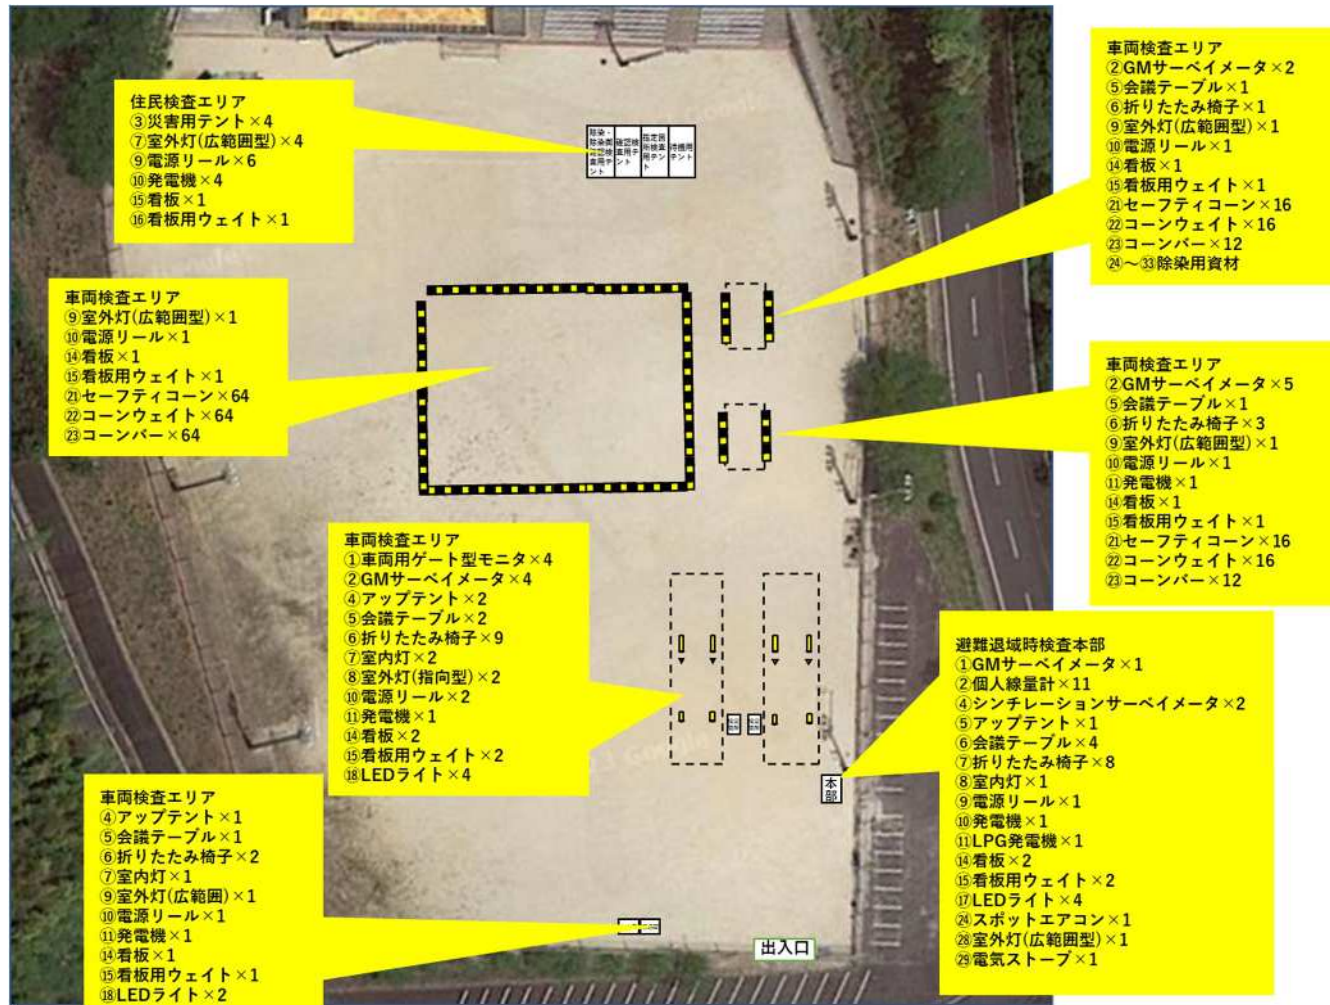 住民検査エリア
③災害用テント×4
⑦室外灯(広範囲型)×4
⑨電源リール×6
⑩発電機×4
⑮看板×1
⑯看板用ウェイト×1
確認検査用テント
指定箇所検査用テント
待機用テント
車両検査エリア
②GMサーベイメータ×2
⑤会議テーブル×1
⑥折りたたみ椅子×1
⑨室外灯(広範囲型)×1
⑩電源リール×1
⑭看板×1
⑮看板用ウェイト×1
㉑セーフティコーン×16
㉒コーンウェイト×16
㉓コーンバー×12
㉔～㉝除染用資材
車両検査エリア
⑨室外灯(広範囲型)×1
⑩電源リール×1
⑭看板×1
⑮看板用ウェイト×1
㉑セーフティコーン×64
㉒コーンウェイト×64
㉓コーンバー×64
車両検査エリア
②GMサーベイメータ×5
⑤会議テーブル×1
⑥折りたたみ椅子×3
⑨室外灯(広範囲型)×1
⑩電源リール×1
⑪発電機×1
⑭看板×1
⑮看板用ウェイト×1
㉑セーフティコーン×16
㉒コーンウェイト×16
㉓コーンバー×12
車両検査エリア
①車両用ゲート型モニタ×4
②GMサーベイメータ×4
④アップテント×2
⑤会議テーブル×2
⑥折りたたみ椅子×9
⑦室内灯×2
⑧室外灯(指向型)×2
⑩電源リール×2
⑪発電機×1
⑭看板×2
⑮看板用ウェイト×2
⑱LEDライト×4
避難退域時検査本部
①GMサーベイメータ×1
②個人線量計×11
④シンチレーションサーベイメータ×2
⑤アップテント×1
⑥会議テーブル×4
⑦折りたたみ椅子×8
⑧室内灯×1
⑨電源リール×1
⑩発電機×1
⑪LPG発電機×1
⑭看板×2
⑮看板用ウェイト×2
⑰LEDライト×4
㉔スポットエアコン×1
㉘室外灯(広範囲型)×1
㉙電気ストーブ×1
本部
車両検査エリア
④アップテント×1
⑤会議テーブル×1
⑥折りたたみ椅子×2
⑦室内灯×1
⑨室外灯(広範囲)×1
⑩電源リール×1
⑪発電機×1
⑭看板×1
⑮看板用ウェイト×1
⑱LEDライト×2
出入口